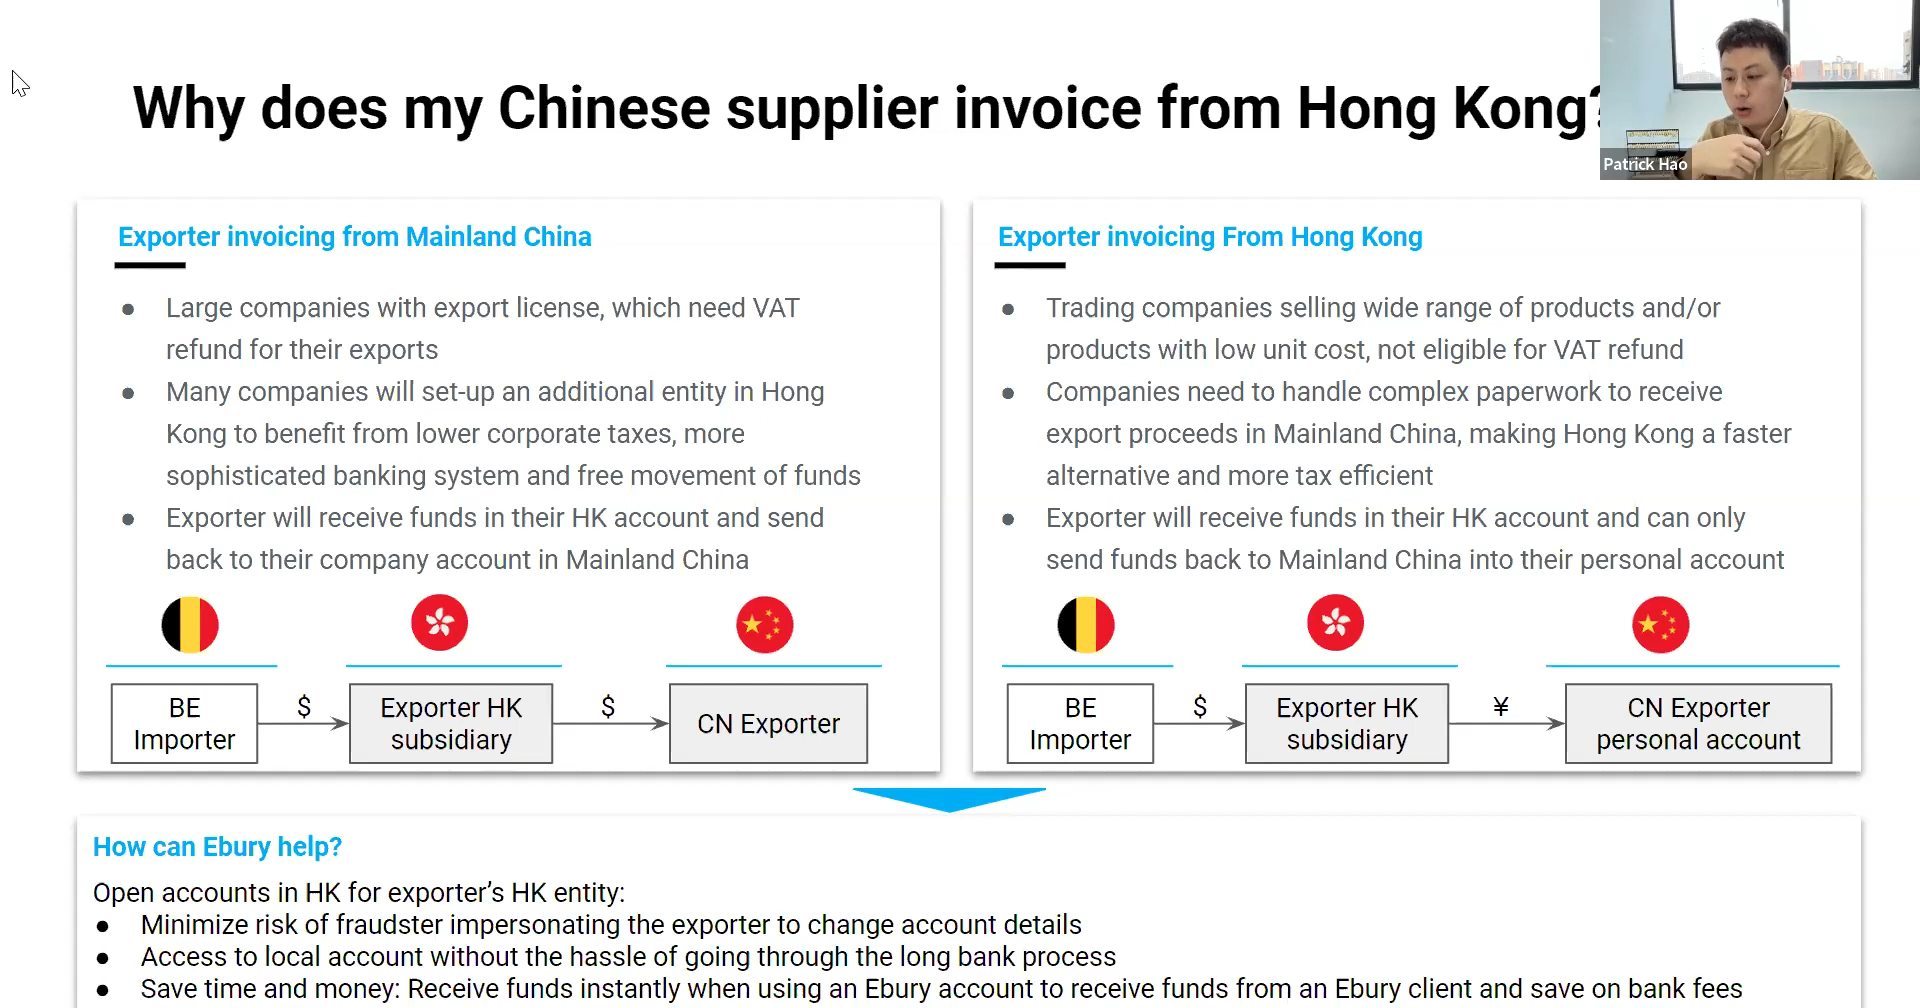 Why does my Chinese supplier invoice from Hong Kong?
Patrick Hao
Exporter invoicing from Mainland China
● Large companies with export license, which need VAT
refund for their exports
● Many companies will set-up an additional entity in Hong
Kong to benefit from lower corporate taxes, more
sophisticated banking system and free movement of funds
● Exporter will receive funds in their HK account and send
back to their company account in Mainland China
BE
Importer
$
Exporter HK
subsidiary
$
CN Exporter
Exporter invoicing From Hong Kong
● Trading companies selling wide range of products and/or
products with low unit cost, not eligible for VAT refund
● Companies need to handle complex paperwork to receive
export proceeds in Mainland China, making Hong Kong a faster
alternative and more tax efficient
● Exporter will receive funds in their HK account and can only
send funds back to Mainland China into their personal account
BE
Importer
$
Exporter HK
subsidiary
¥
CN Exporter
personal account
How can Ebury help?
Open accounts in HK for exporter's HK entity:
● Minimize risk of fraudster impersonating the exporter to change account details
● Access to local account without the hassle of going through the long bank process
● Save time and money: Receive funds instantly when using an Ebury account to receive funds from an Ebury client and save on bank fees